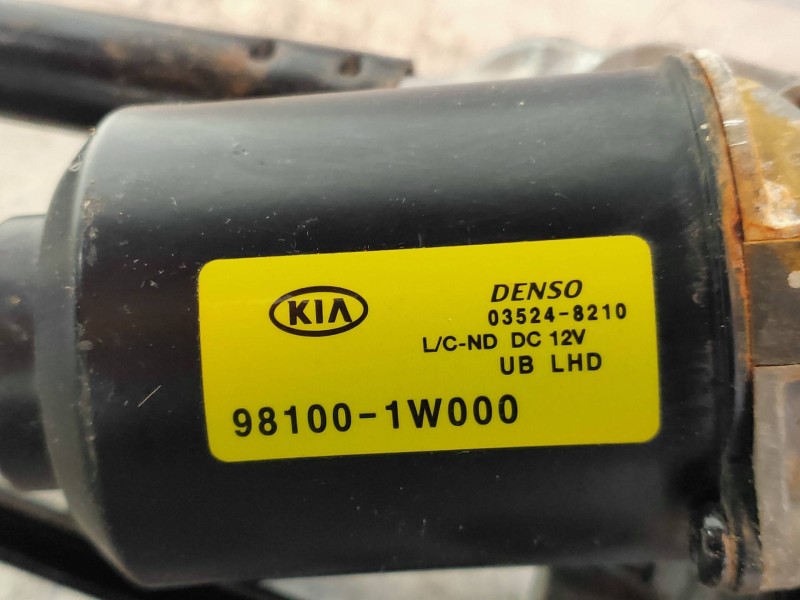 KIA
DENSO
03524-8210
L/C-ND DC 12V
UB LHD
98100-1W000